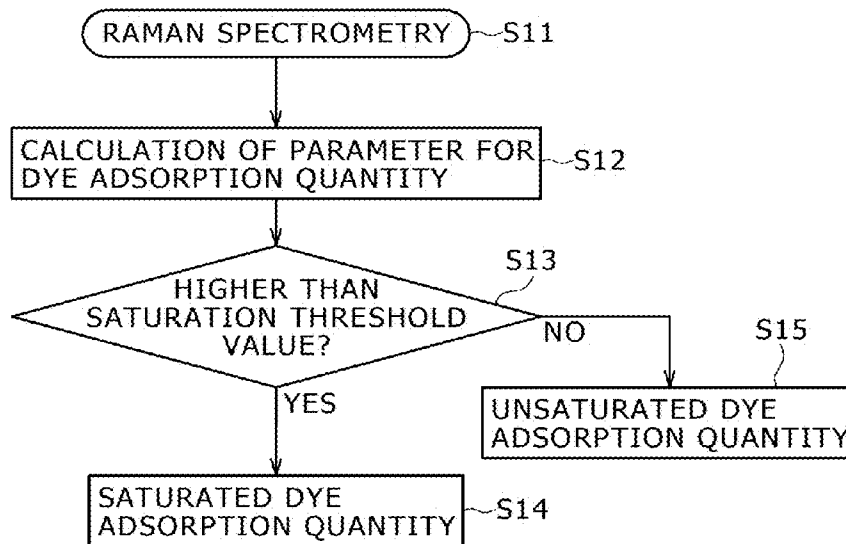 RAMAN SPECTROMETRY
S11
CALCULATION OF PARAMETER FOR
DYE ADSORPTION QUANTITY
S12
S13
HIGHER THAN
SATURATION THRESHOLD
VALUE?
NO
YES
S15
UNSATURATED DYE
ADSORPTION QUANTITY
SATURATED DYE
ADSORPTION QUANTITY
S14